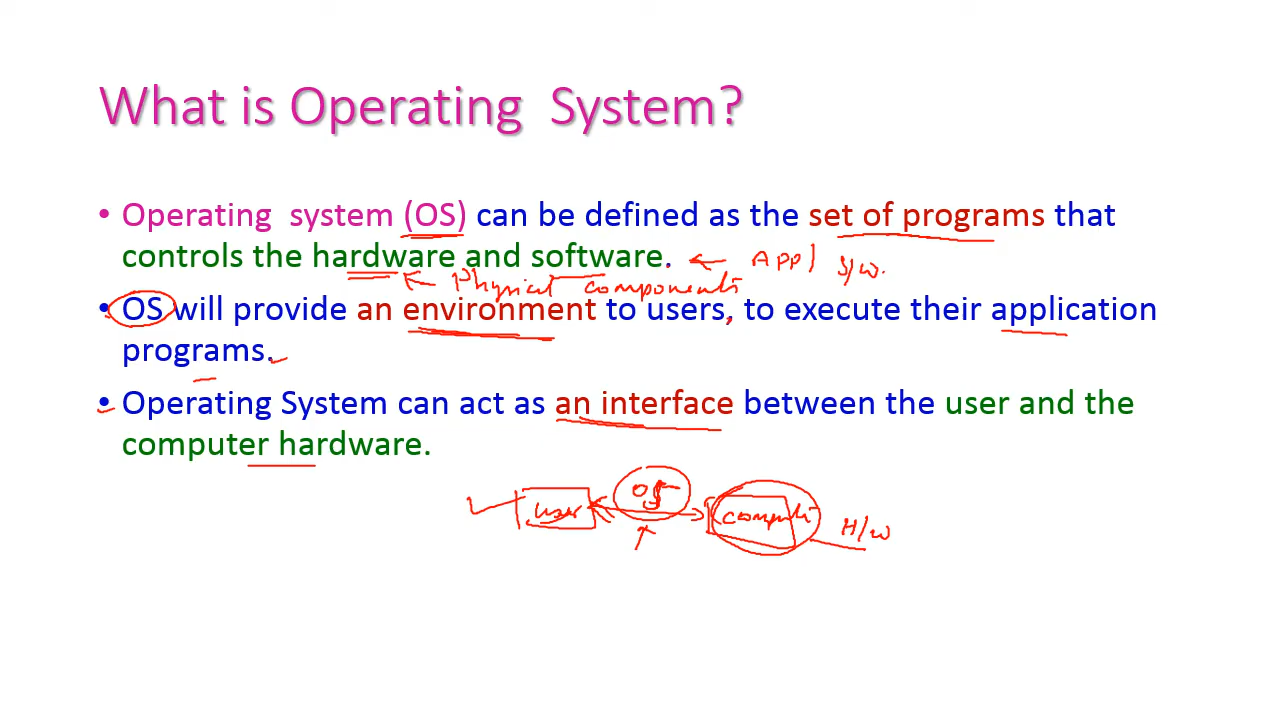 What is Operating System?
• Operating system (OS) can be defined as the set of programs that
controls the hardware and software. ← Appl S/w.
← Physical components
• OS will provide an environment to users, to execute their application
programs.
• Operating System can act as an interface between the user and the
computer hardware.
user OS H/w